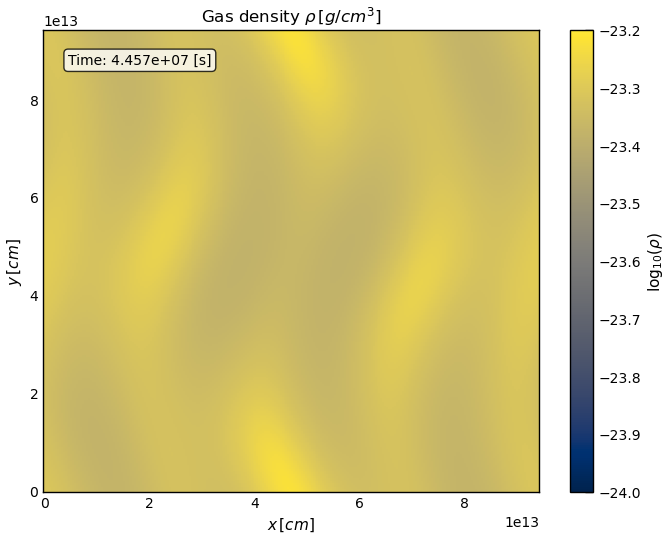 Gas density ρ [g/cm³]
1e13
Time: 4.457e+07 [s]
8
6
4
2
0
y [cm]
0 2 4 6 8
1e13
x [cm]
−23.2
−23.3
−23.4
−23.5
−23.6
−23.7
−23.8
−23.9
−24.0
log₁₀(ρ)